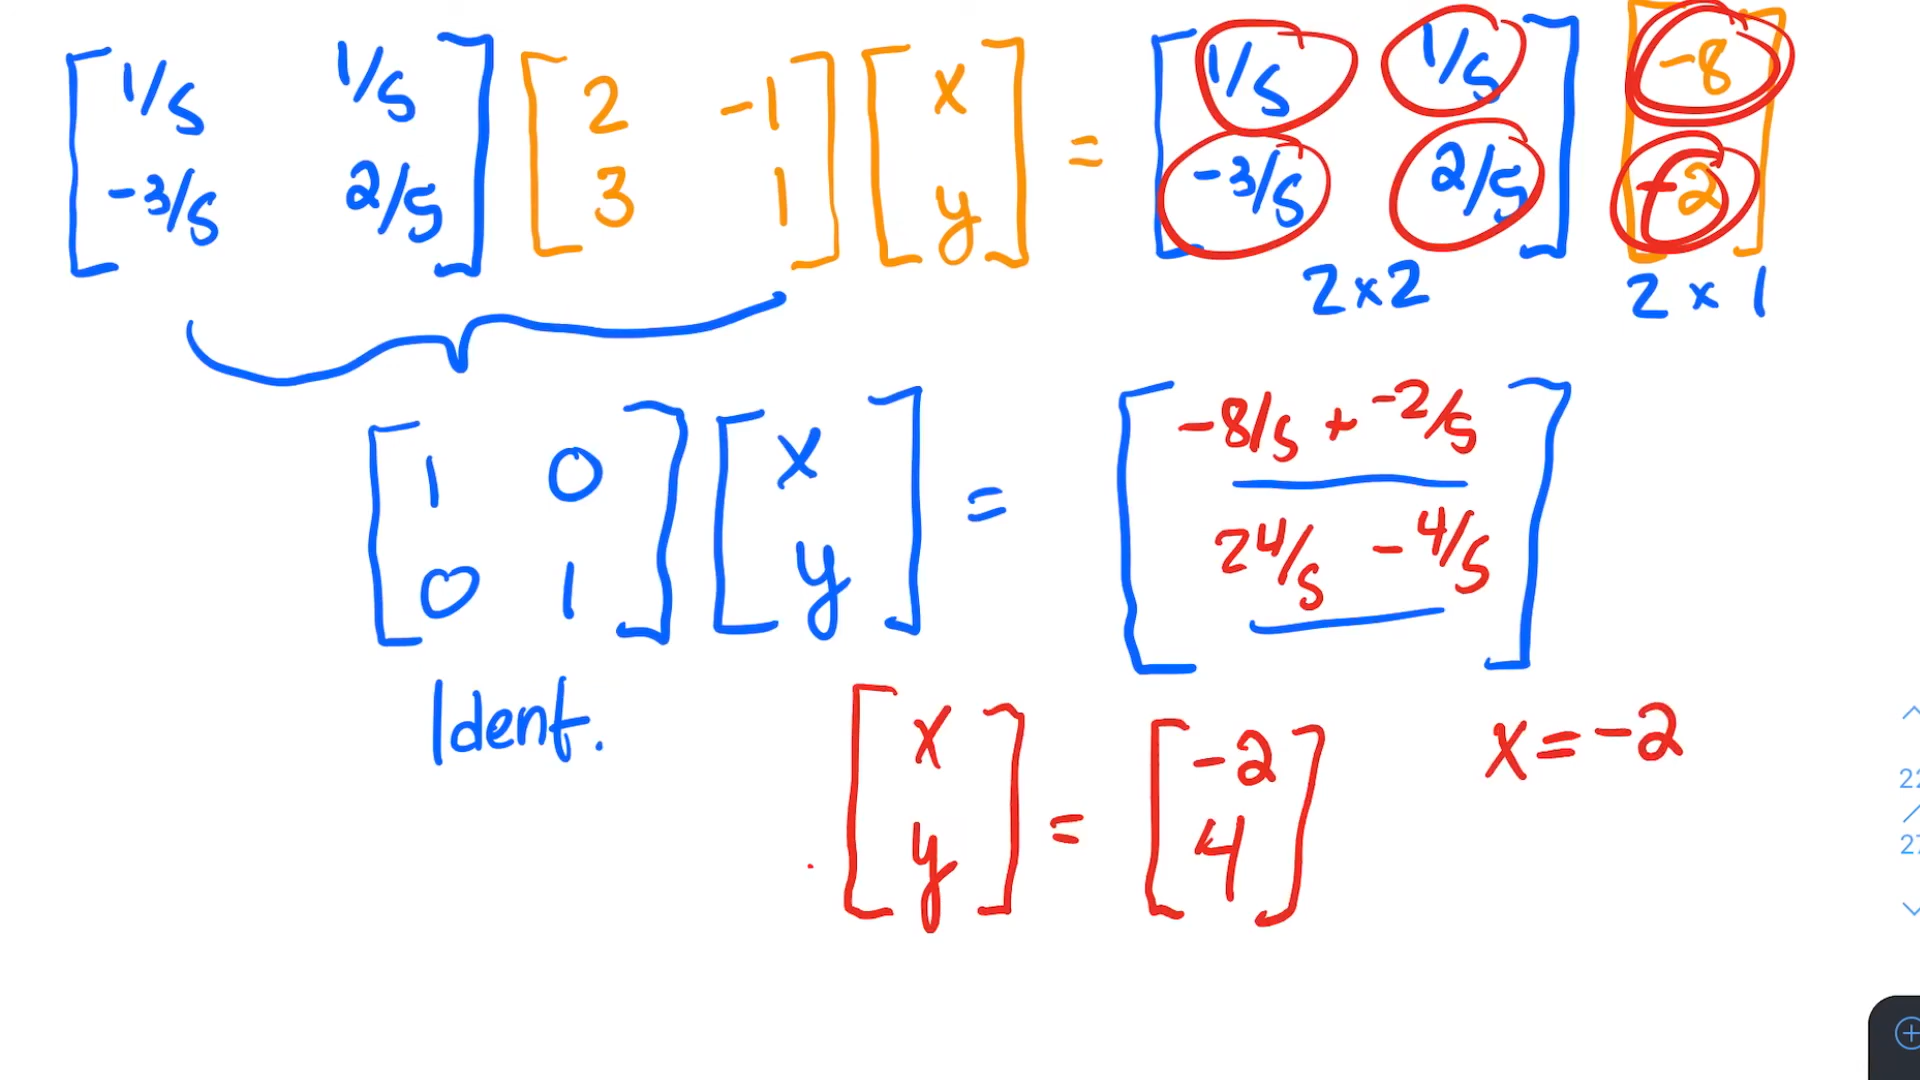 [1/5 1/5] [2 -1] [x] = [1/5 1/5] [-8]
[-3/5 2/5] [3 1] [y] [-3/5 2/5] [-2]
2x2 2x1
[1 0] [x] = [-8/5 + -2/5]
[0 1] [y] [24/5 - 4/5]
Ident.
[x] = [-2] x=-2
[y] [4]